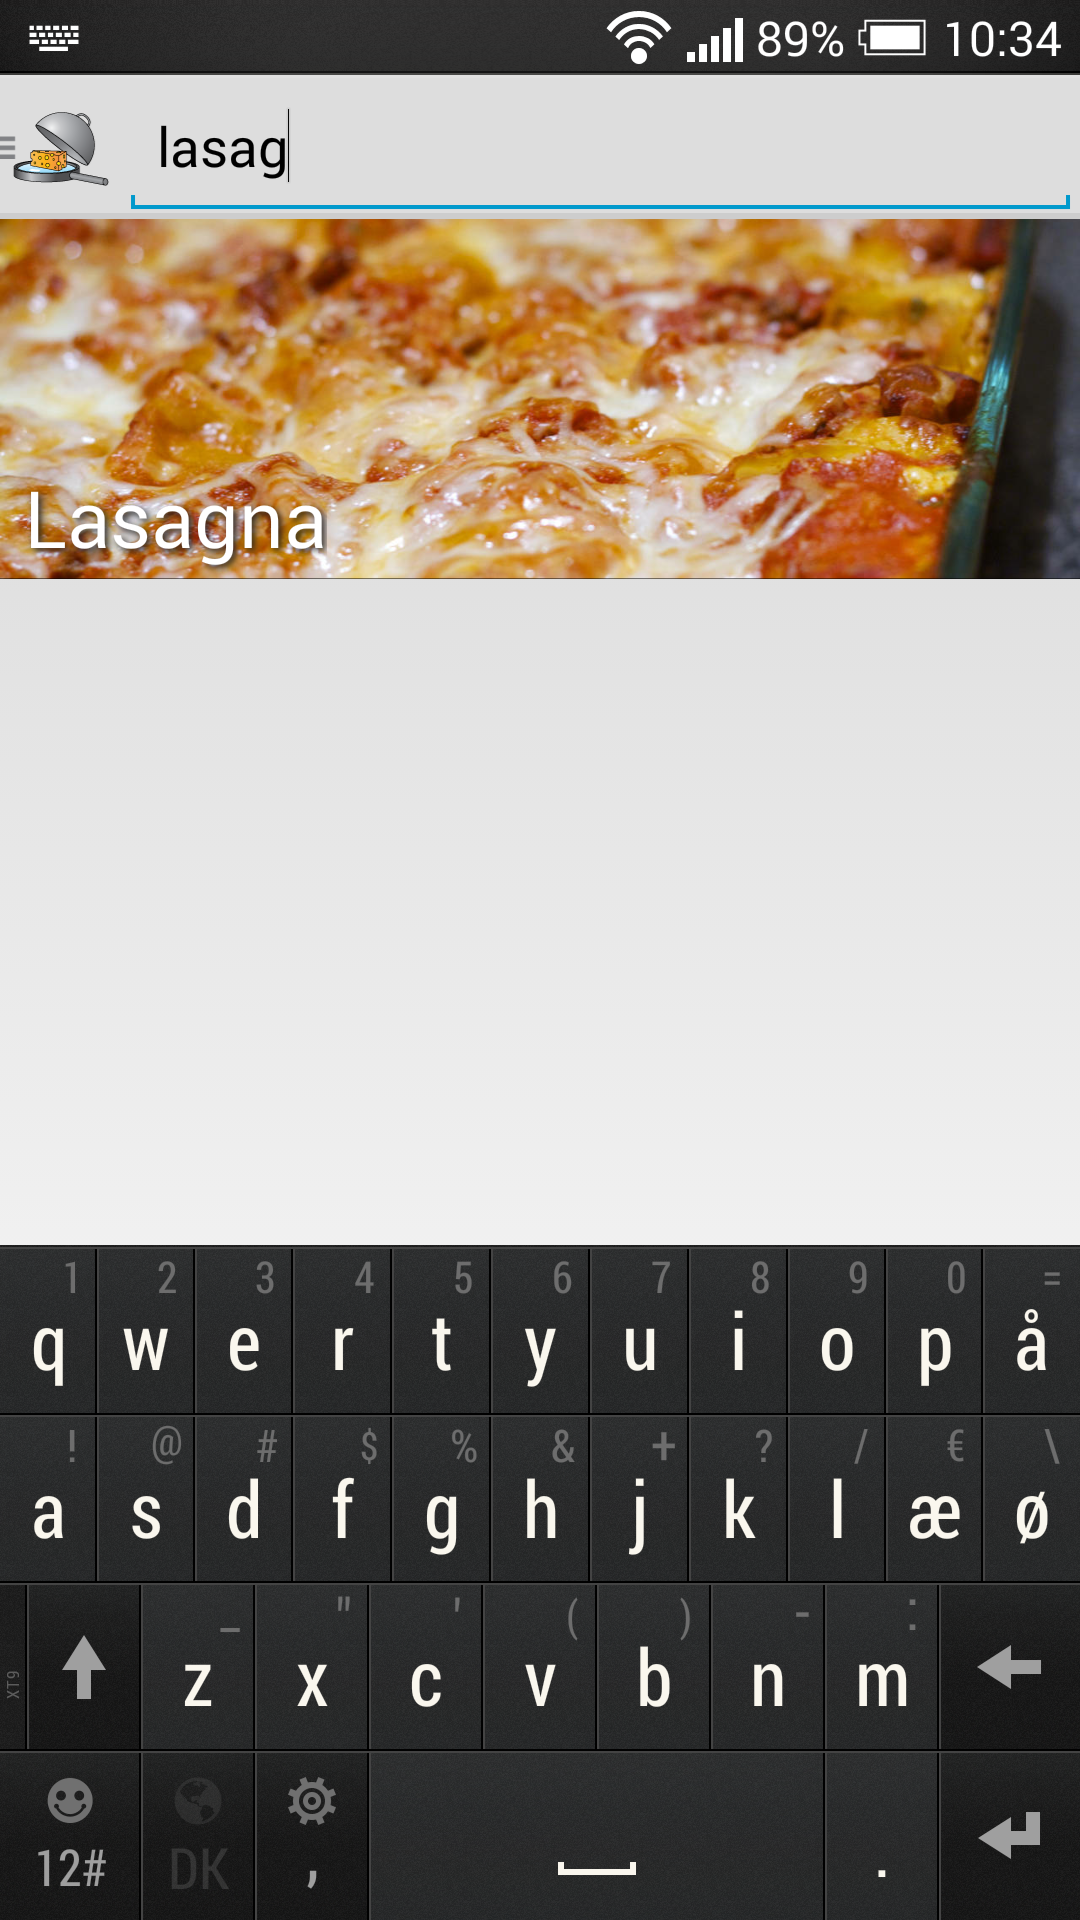 89% 10:34
lasag
Lasagna
1 2 3 4 5 6 7 8 9 0 =
q w e r t y u i o p å
! @ # $ % & + ? / € \
a s d f g h j k l æ ø
_ " ' ( ) - :
XT9 z x c v b n m
12# DK , .